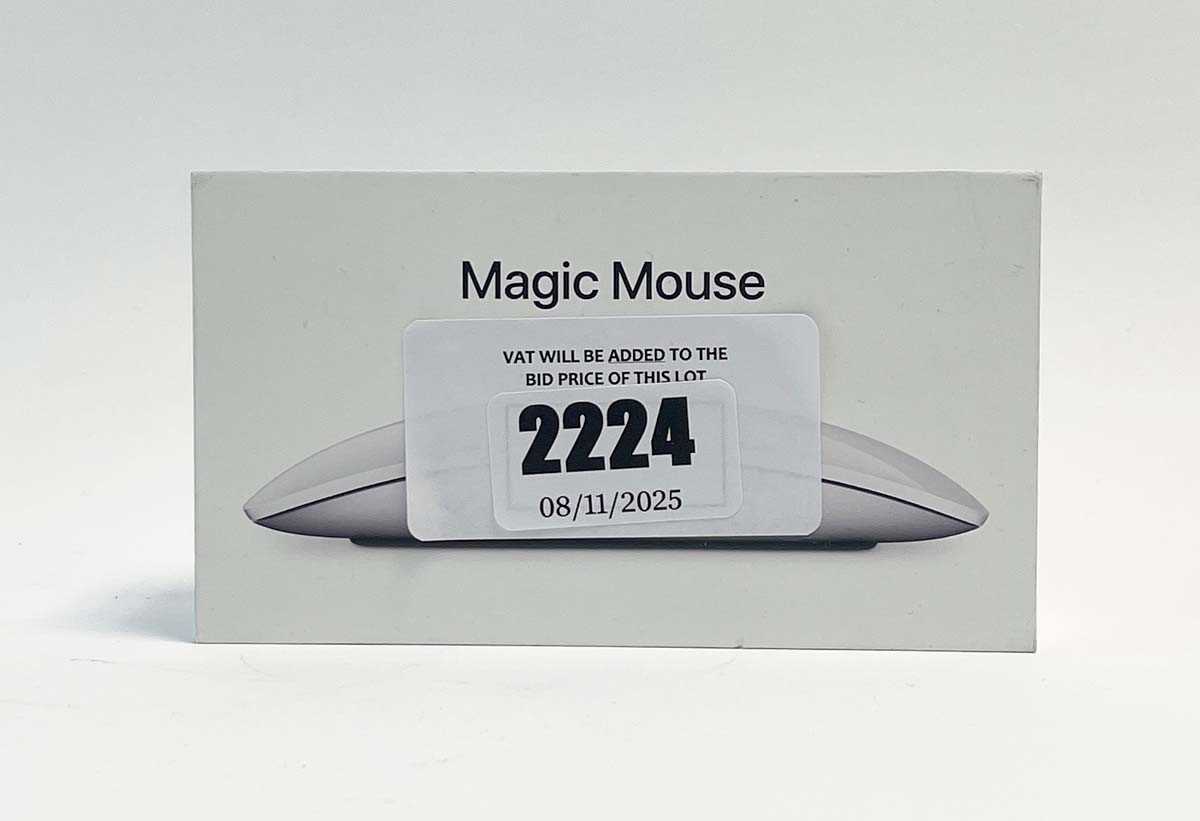 Magic Mouse
VAT WILL BE ADDED TO THE
BID PRICE OF THIS LOT
2224
08/11/2025